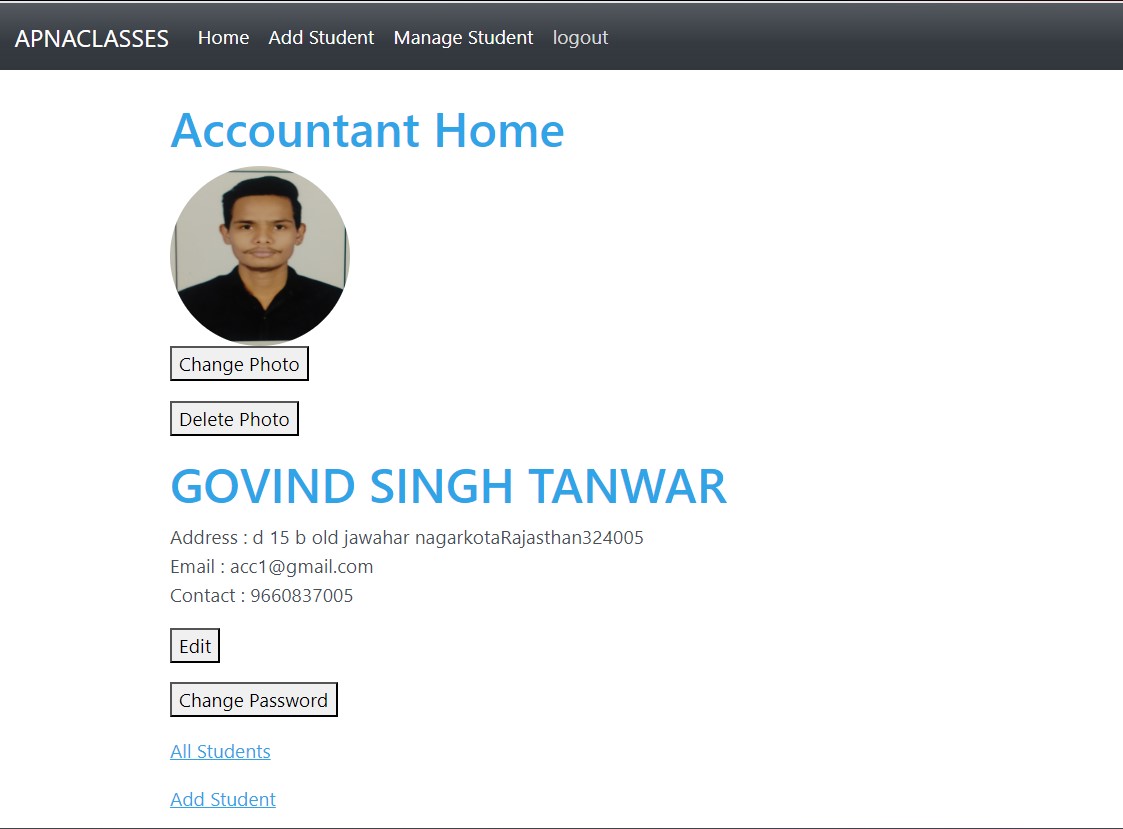 APNACLASSES Home Add Student Manage Student logout
Accountant Home
Change Photo
Delete Photo
GOVIND SINGH TANWAR
Address : d 15 b old jawahar nagarkotaRajasthan324005
Email : acc1@gmail.com
Contact : 9660837005
Edit
Change Password
All Students
Add Student